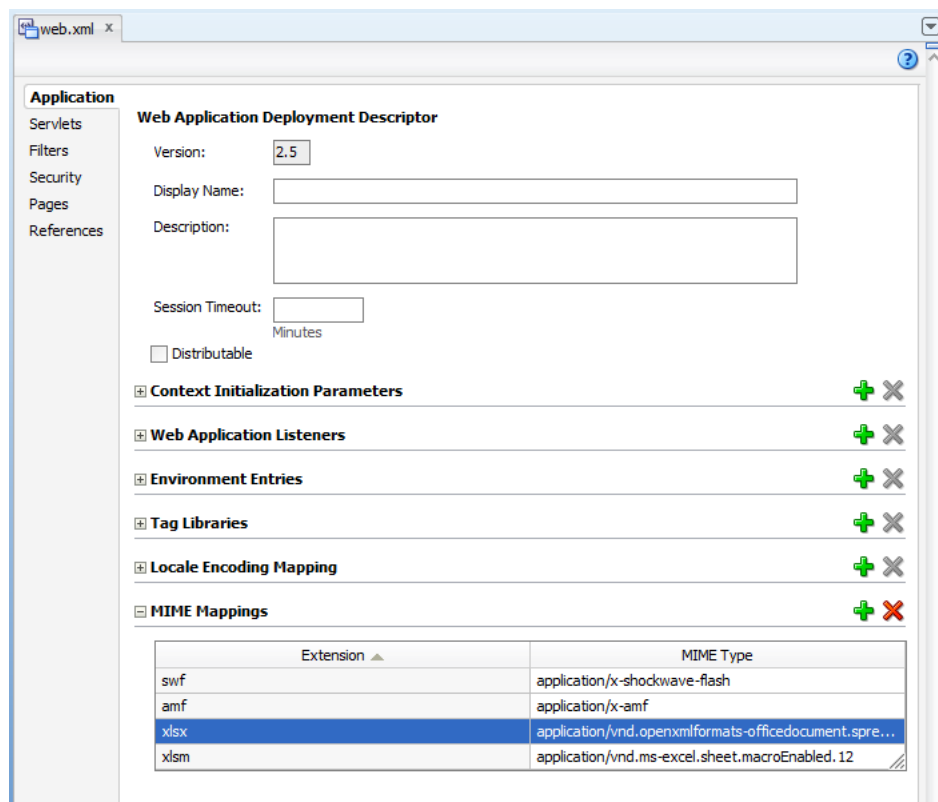 web.xml x
Application
Servlets
Filters
Security
Pages
References
Web Application Deployment Descriptor
Version: 2.5
Display Name:
Description:
Session Timeout:
Minutes
Distributable
Context Initialization Parameters
Web Application Listeners
Environment Entries
Tag Libraries
Locale Encoding Mapping
MIME Mappings
Extension MIME Type
swf application/x-shockwave-flash
amf application/x-amf
xlsx application/vnd.openxmlformats-officedocument.spre...
xlsm application/vnd.ms-excel.sheet.macroEnabled.12